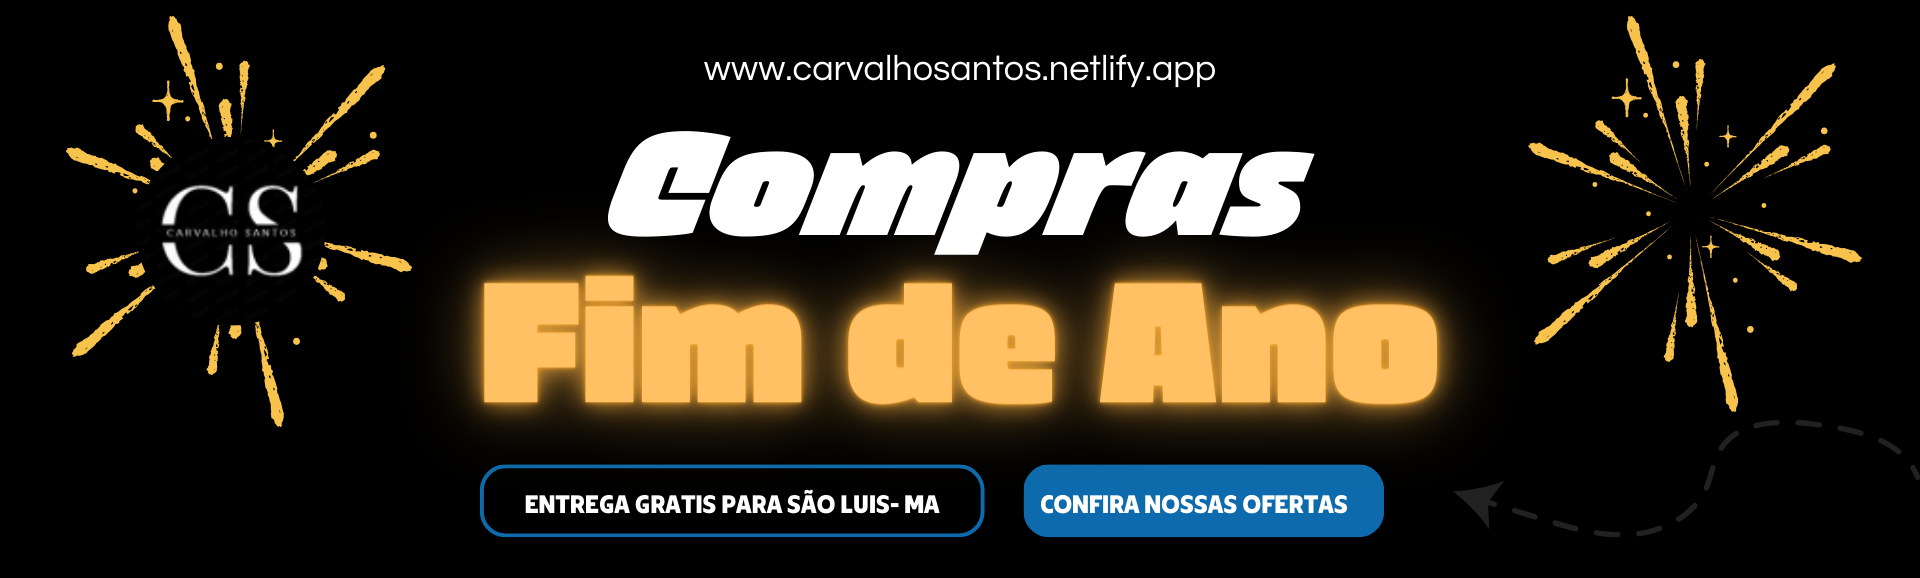 www.carvalhosantos.netlify.app
CS
CARVALHO SANTOS
Compras
Fim de Ano
ENTREGA GRATIS PARA SÃO LUIS- MA
CONFIRA NOSSAS OFERTAS